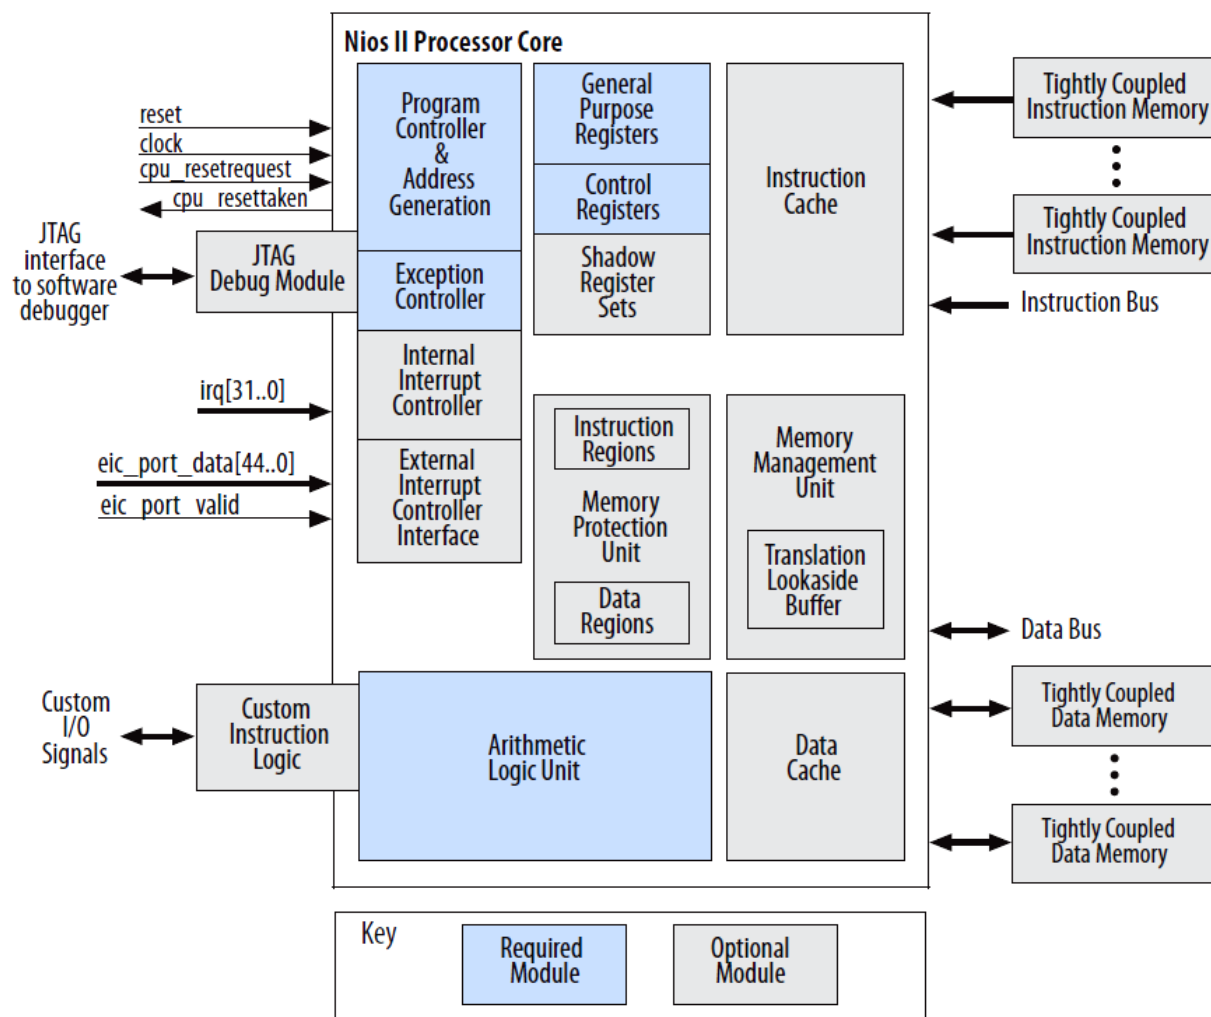 Nios II Processor Core
reset
clock
cpu_resetrequest
cpu_resettaken
JTAG
interface
to software
debugger
JTAG
Debug Module
irq[31..0]
eic_port_data[44..0]
eic_port_valid
Custom
I/O
Signals
Custom
Instruction
Logic
Program
Controller
&
Address
Generation
Exception
Controller
Internal
Interrupt
Controller
External
Interrupt
Controller
Interface
General
Purpose
Registers
Control
Registers
Shadow
Register
Sets
Instruction
Cache
Instruction
Regions
Memory
Protection
Unit
Data
Regions
Memory
Management
Unit
Translation
Lookaside
Buffer
Arithmetic
Logic Unit
Data
Cache
Tightly Coupled
Instruction Memory
Tightly Coupled
Instruction Memory
Instruction Bus
Data Bus
Tightly Coupled
Data Memory
Tightly Coupled
Data Memory
Key
Required
Module
Optional
Module